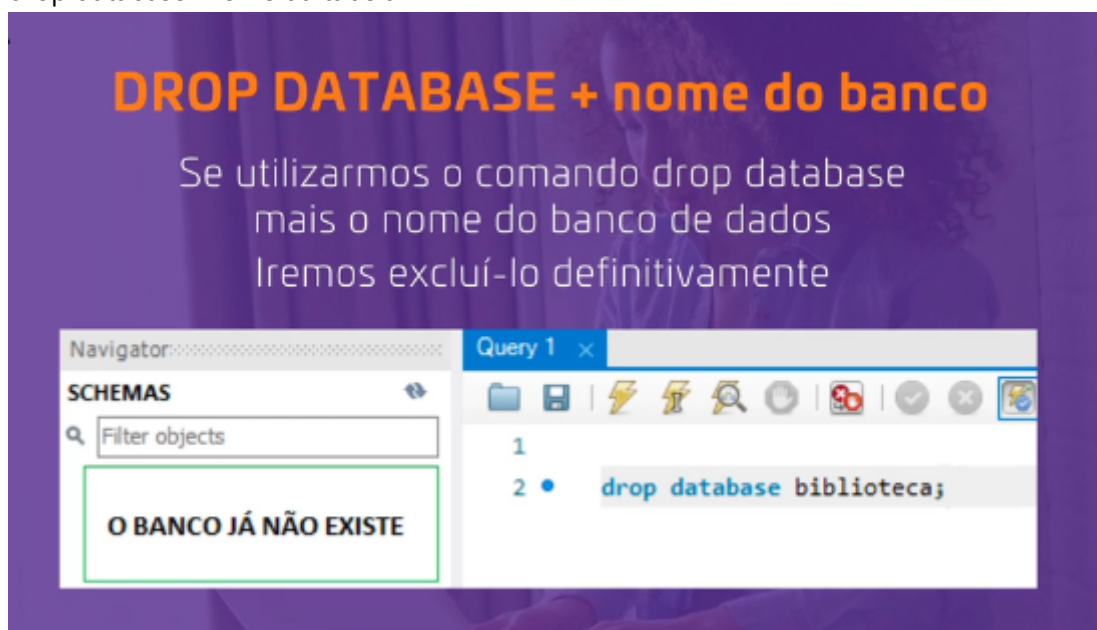 DROP DATABASE + nome do banco
Se utilizarmos o comando drop database
mais o nome do banco de dados
Iremos excluí-lo definitivamente
Navigator
Query 1
SCHEMAS
Filter objects
1
2
drop database biblioteca;
O BANCO JÁ NÃO EXISTE